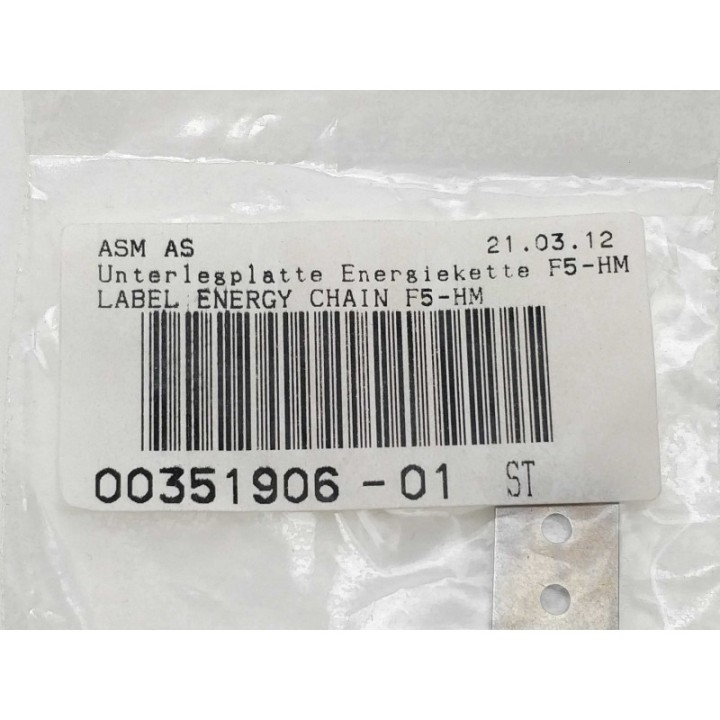 ASM AS 21.03.12
Unterlegplatte Energiekette F5-HM
LABEL ENERGY CHAIN F5-HM
00351906 - 01 ST